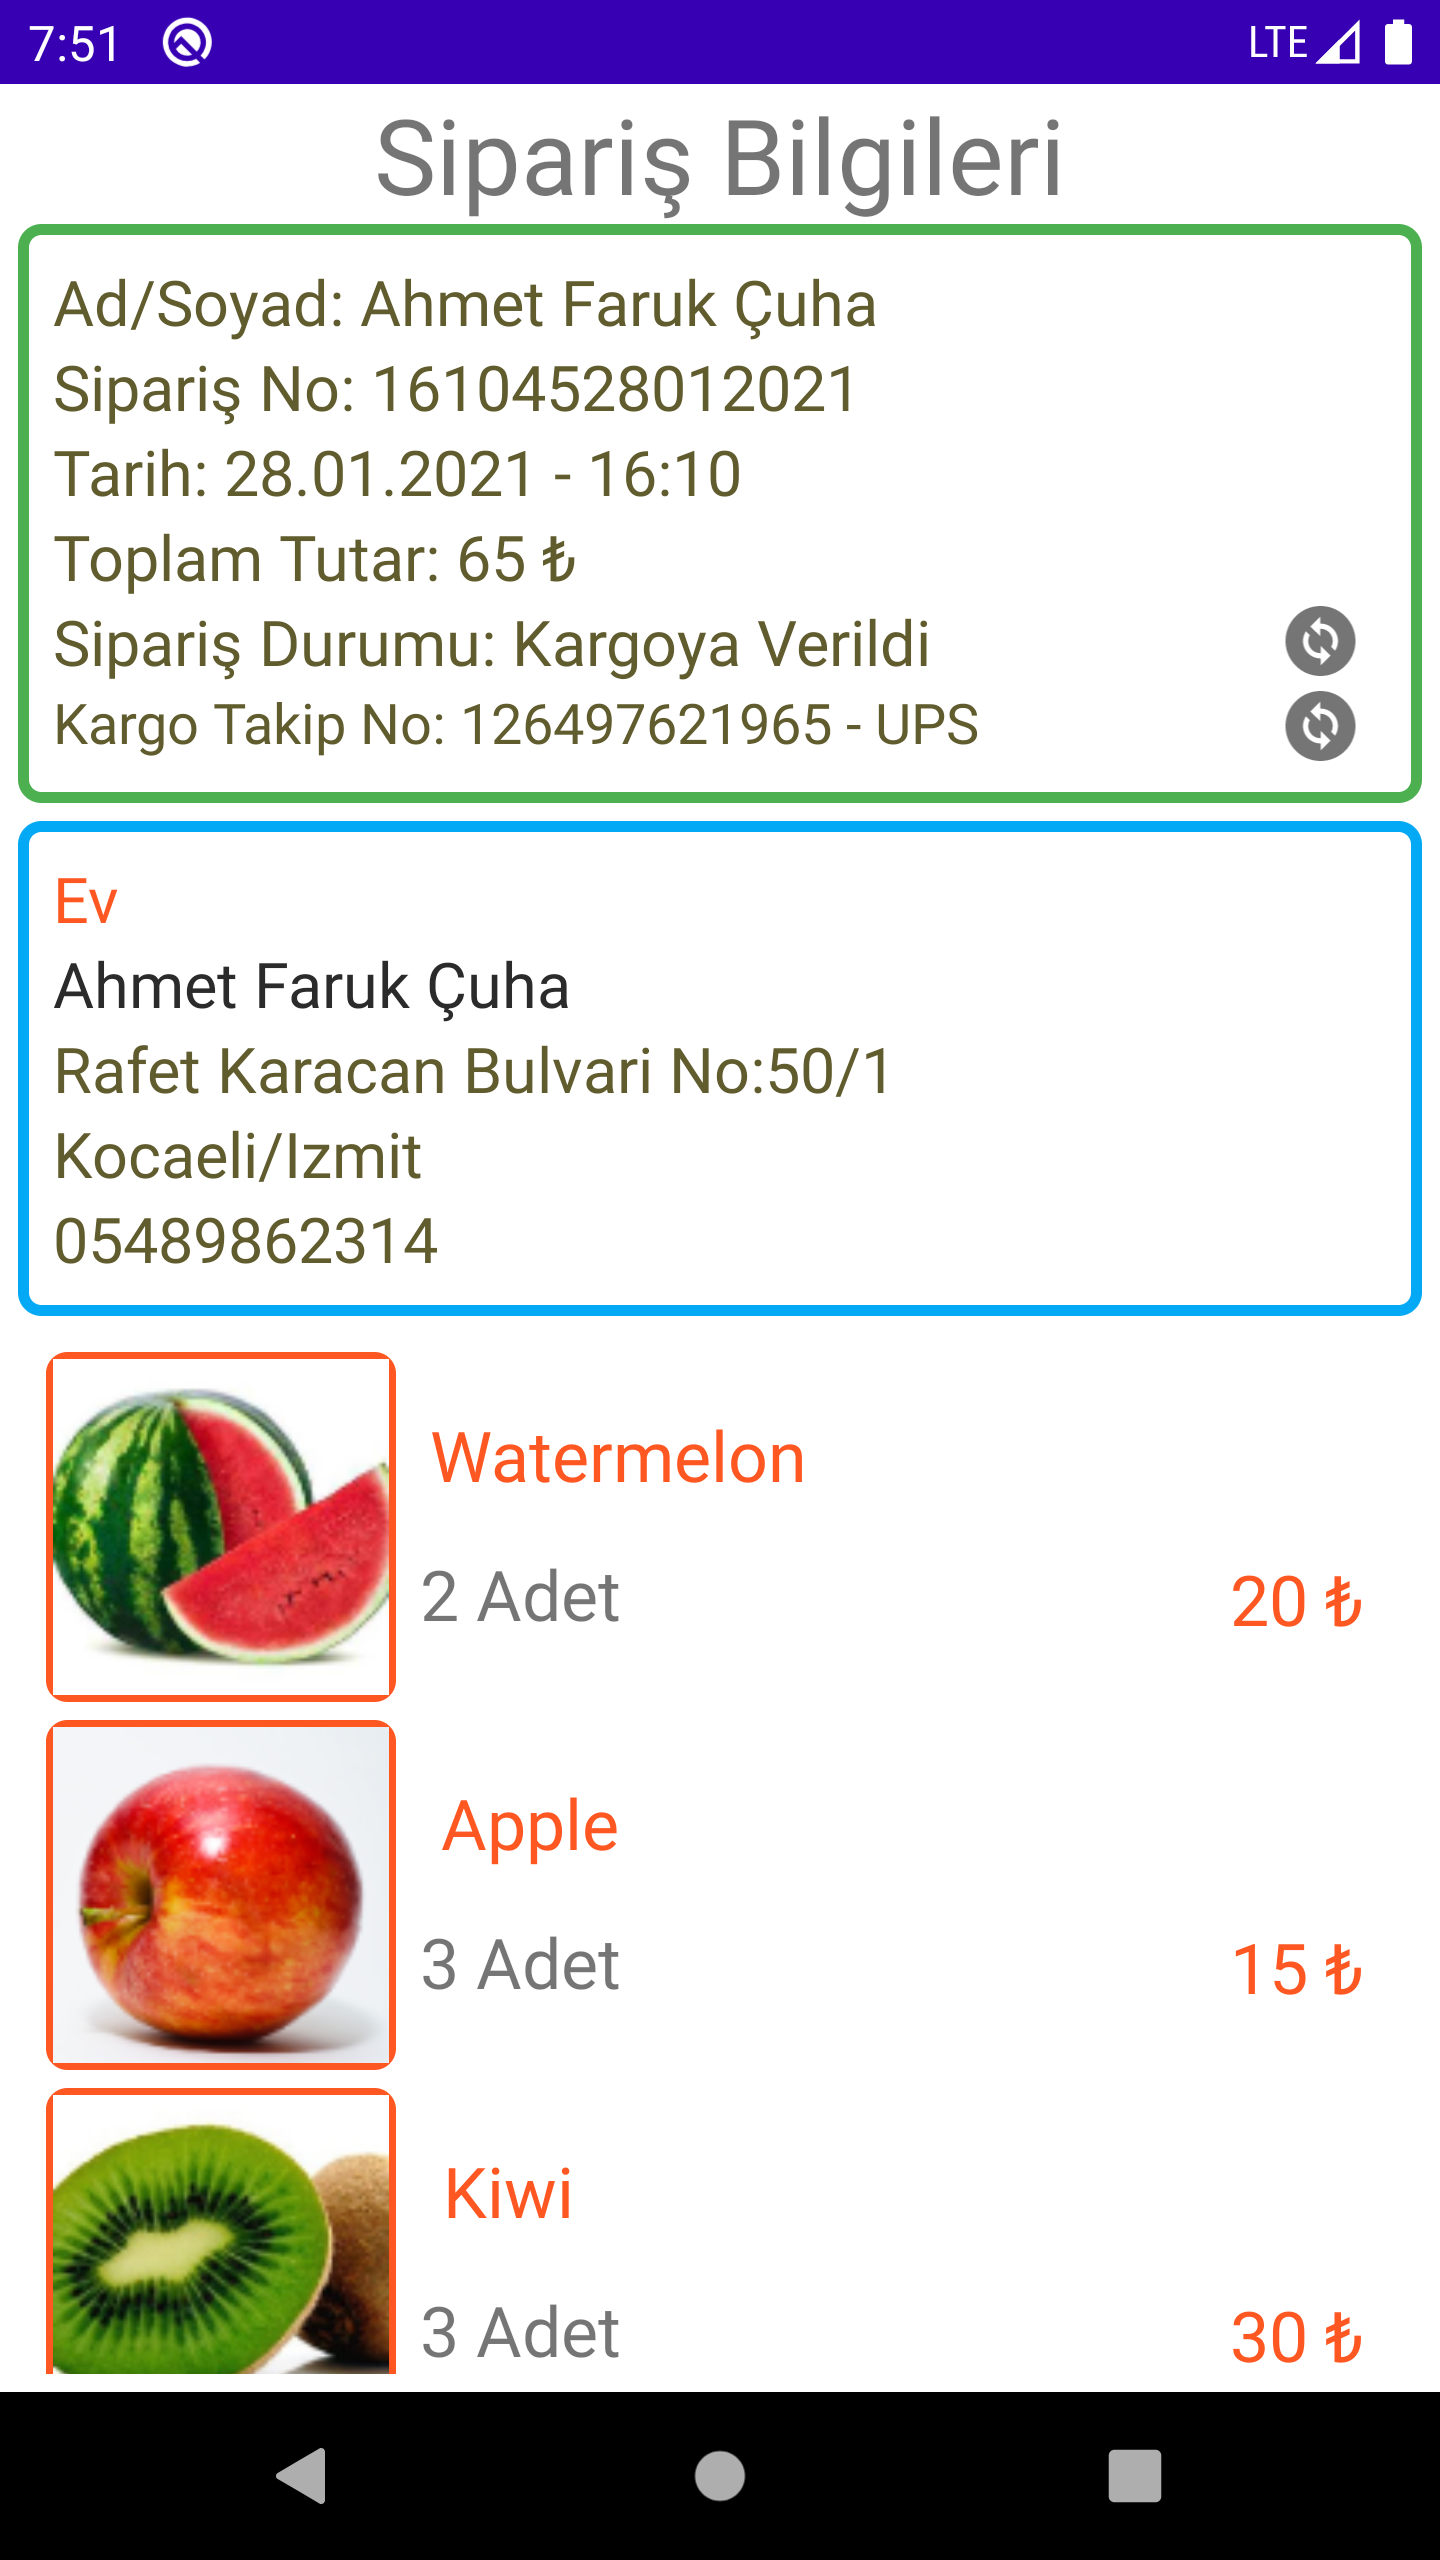 7:51
LTE
Sipariş Bilgileri
Ad/Soyad: Ahmet Faruk Çuha
Sipariş No: 16104528012021
Tarih: 28.01.2021 - 16:10
Toplam Tutar: 65 ₺
Sipariş Durumu: Kargoya Verildi
Kargo Takip No: 126497621965 - UPS
Ev
Ahmet Faruk Çuha
Rafet Karacan Bulvari No:50/1
Kocaeli/Izmit
05489862314
Watermelon
2 Adet
20 ₺
Apple
3 Adet
15 ₺
Kiwi
3 Adet
30 ₺